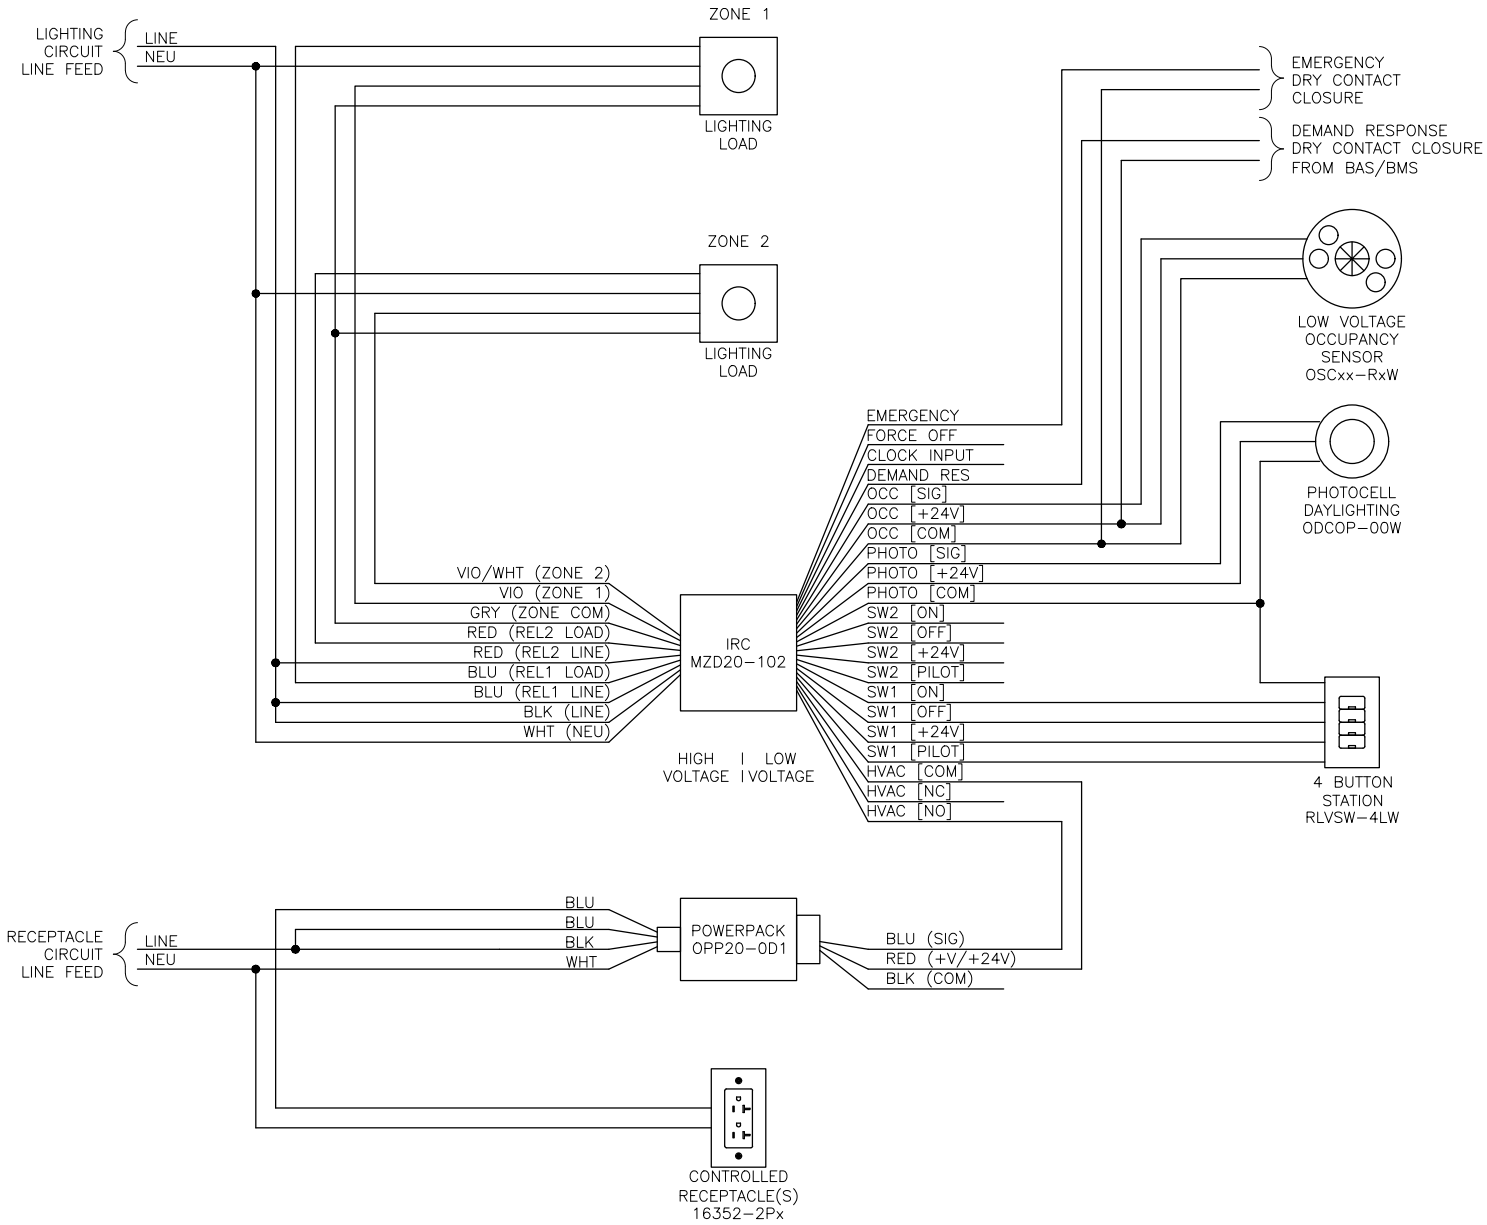 ZONE 1
LIGHTING
CIRCUIT
LINE FEED
LINE
NEU
LIGHTING
LOAD
EMERGENCY
DRY CONTACT
CLOSURE
DEMAND RESPONSE
DRY CONTACT CLOSURE
FROM BAS/BMS
ZONE 2
LIGHTING
LOAD
LOW VOLTAGE
OCCUPANCY
SENSOR
OSCxx-RxW
PHOTOCELL
DAYLIGHTING
ODCOP-00W
EMERGENCY
FORCE OFF
CLOCK INPUT
DEMAND RES
OCC [SIG]
OCC [+24V]
OCC [COM]
PHOTO [SIG]
PHOTO [+24V]
PHOTO [COM]
SW2 [ON]
SW2 [OFF]
SW2 [+24V]
SW2 [PILOT]
SW1 [ON]
SW1 [OFF]
SW1 [+24V]
SW1 [PILOT]
HVAC [COM]
HVAC [NC]
HVAC [NO]
VIO/WHT (ZONE 2)
VIO (ZONE 1)
GRY (ZONE COM)
RED (REL2 LOAD)
RED (REL2 LINE)
BLU (REL1 LOAD)
BLU (REL1 LINE)
BLK (LINE)
WHT (NEU)
IRC
MZD20-102
HIGH | LOW
VOLTAGE | VOLTAGE
4 BUTTON
STATION
RLVSW-4LW
RECEPTACLE
CIRCUIT
LINE FEED
LINE
NEU
BLU
BLU
BLK
WHT
POWERPACK
OPP20-0D1
BLU (SIG)
RED (+V/+24V)
BLK (COM)
CONTROLLED
RECEPTACLE(S)
16352-2Px